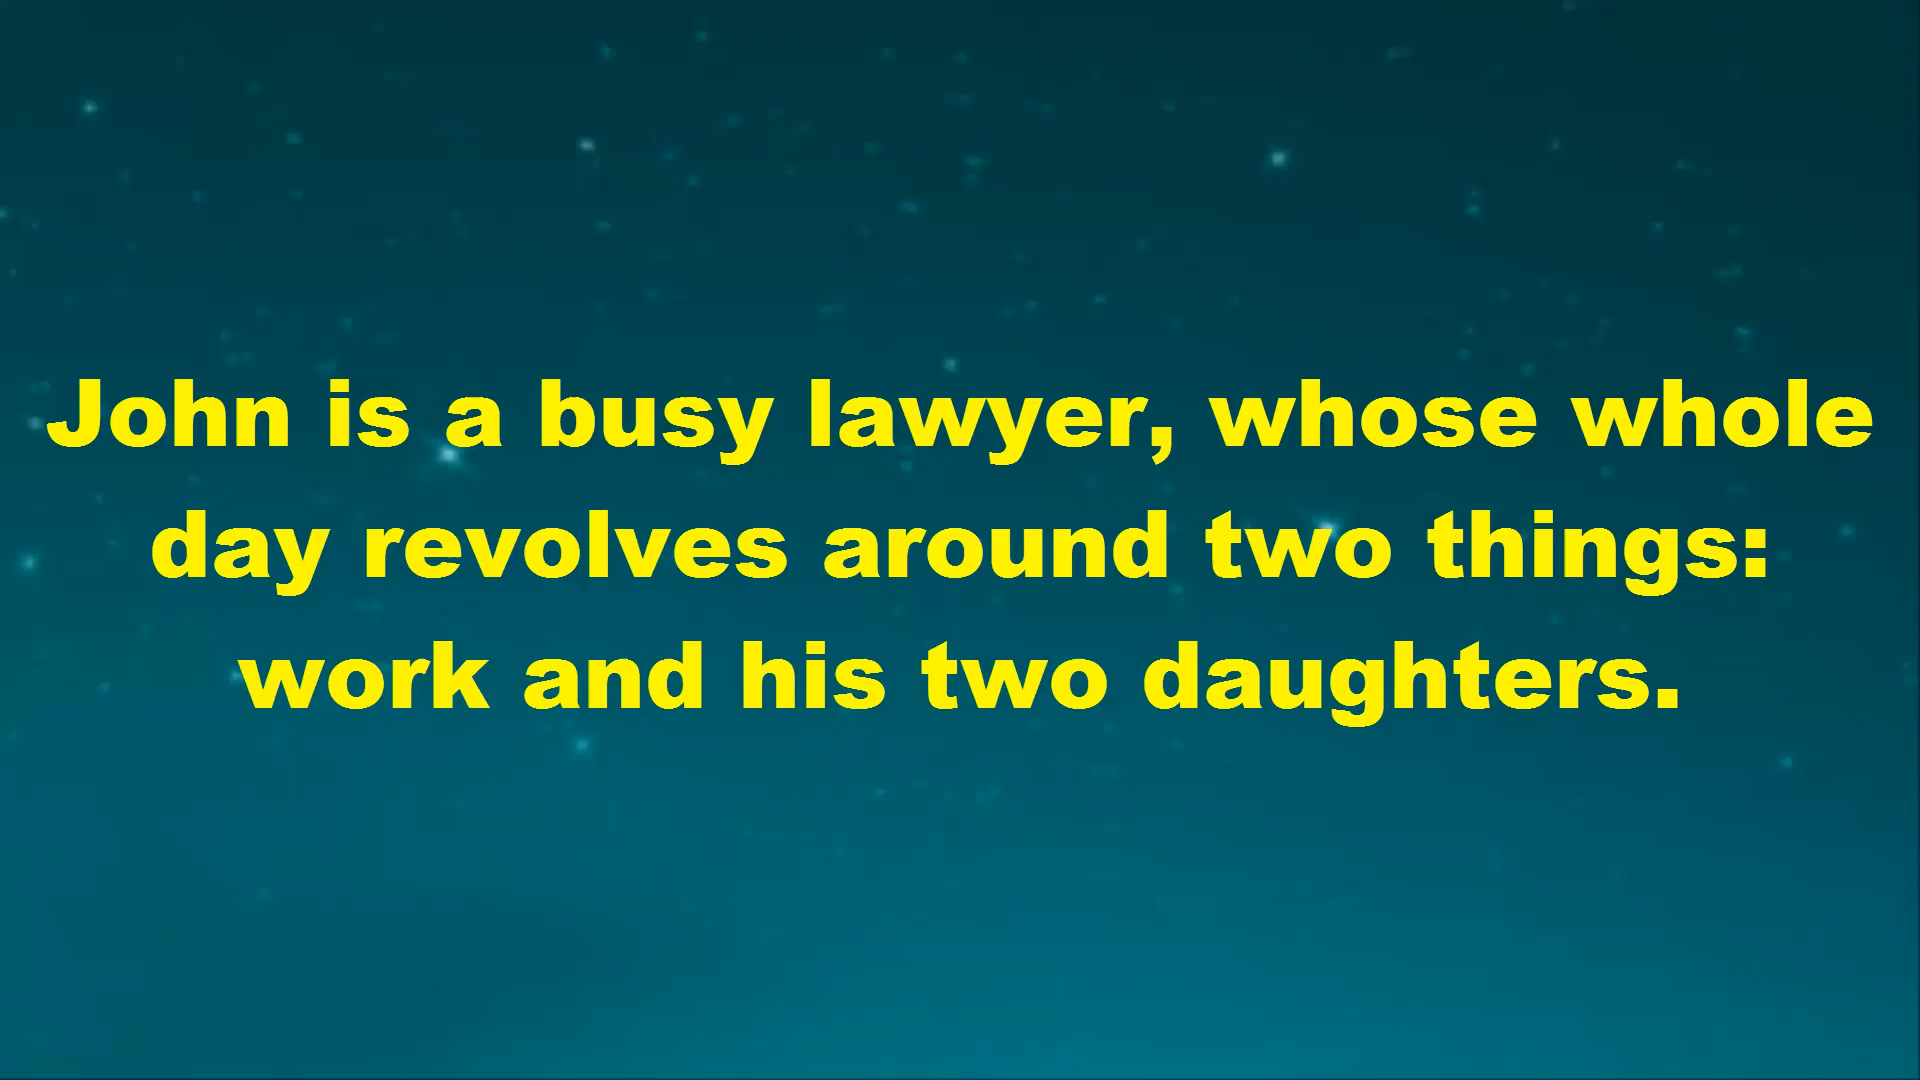 John is a busy lawyer, whose whole
day revolves around two things:
work and his two daughters.